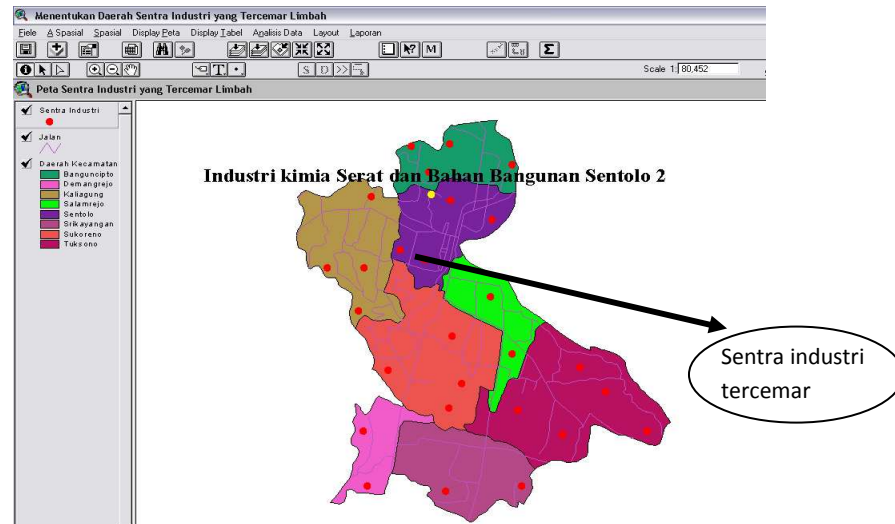 Menentukan Daerah Sentra Industri yang Tercemar Limbah
Fiele A Spasial Spasial Display Peta Display Tabel Analisis Data Layout Laporan
M
T
S D >>
Σ
Scale 1: 80,452
Peta Sentra Industri yang Tercemar Limbah
Sentra Industri
Jalan
Daerah Kecamatan
Banguncipto
Demangrejo
Kaliagung
Salamrejo
Sentolo
Srikayangan
Sukoreno
Tuksono
Industri kimia Serat dan Bahan Bangunan Sentolo 2
Sentra industri
tercemar